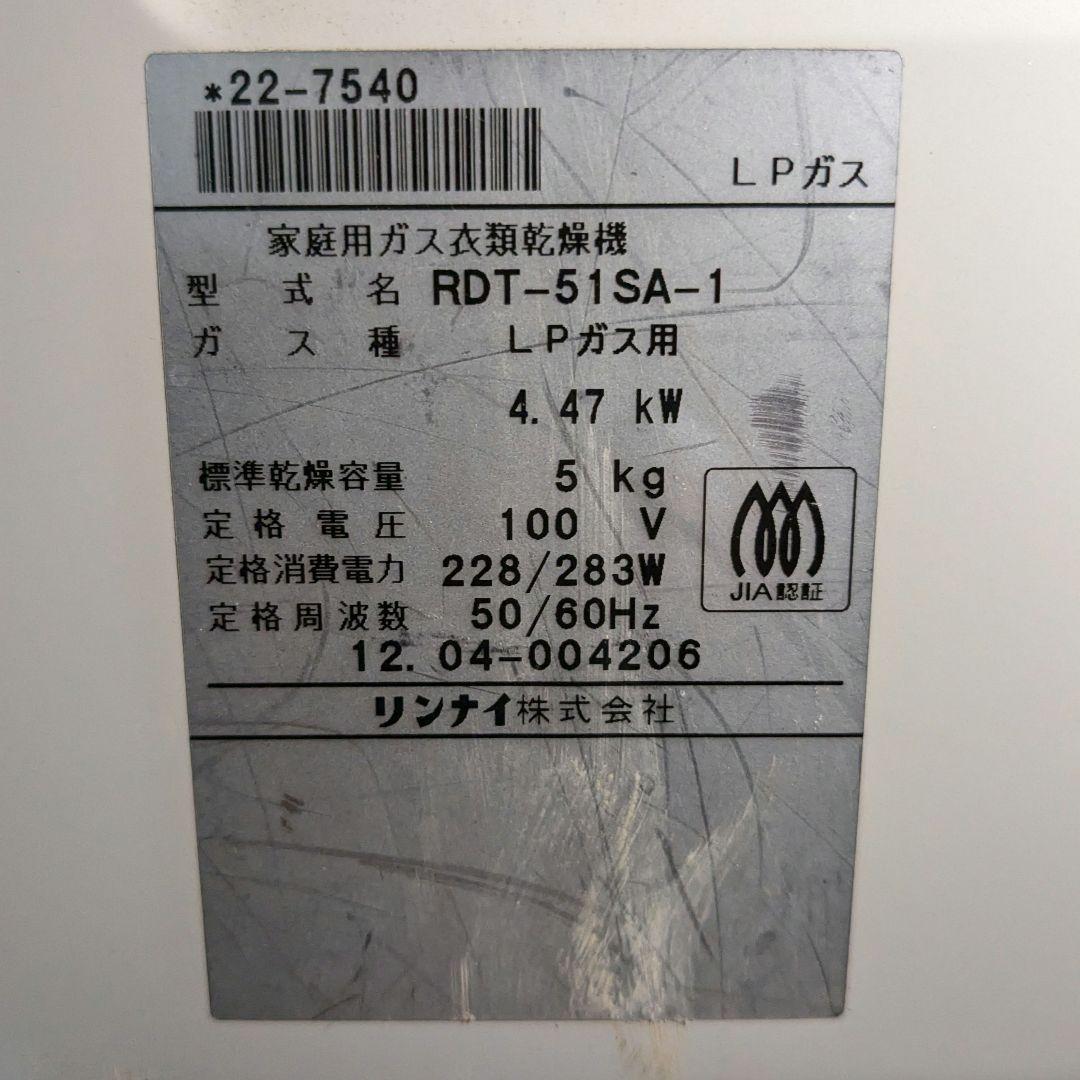 *22-7540
LPガス
家庭用ガス衣類乾燥機
型式名 RDT-51SA-1
ガス種 LPガス用
4.47 kW
標準乾燥容量 5 kg
定格電圧 100 V
定格消費電力 228/283W
定格周波数 50/60Hz
12.04-004206
JIA認証
リンナイ株式会社